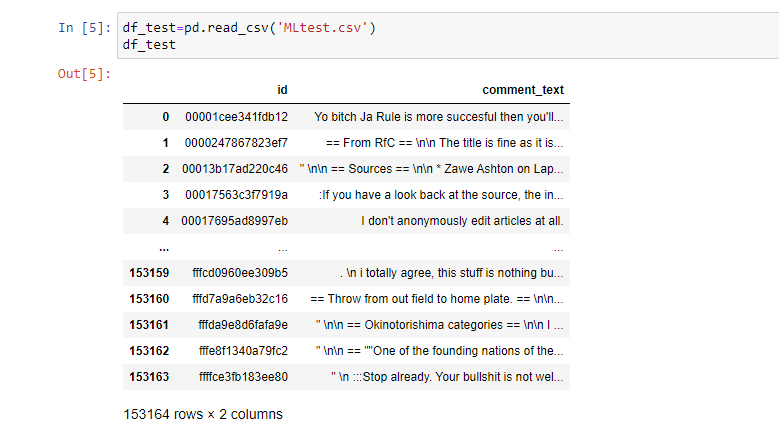 In [5]: df_test=pd.read_csv('MLtest.csv')
df_test
Out[5]:
id comment_text
0 00001cee341fdb12 Yo bitch Ja Rule is more succesful then you'll...
1 0000247867823ef7 == From RfC == \n\n The title is fine as it is...
2 00013b17ad220c46 " \n\n == Sources == \n\n * Zawe Ashton on Lap...
3 00017563c3f7919a :If you have a look back at the source, the in...
4 00017695ad8997eb I don't anonymously edit articles at all.
... ... ...
153159 fffcd0960ee309b5 . \n i totally agree, this stuff is nothing bu...
153160 fffd7a9a6eb32c16 == Throw from out field to home plate. == \n\n...
153161 fffda9e8d6fafa9e " \n\n == Okinotorishima categories == \n\n I ...
153162 fffe8f1340a79fc2 " \n\n == ""One of the founding nations of the...
153163 ffffce3fb183ee80 " \n :::Stop already. Your bullshit is not wel...
153164 rows × 2 columns